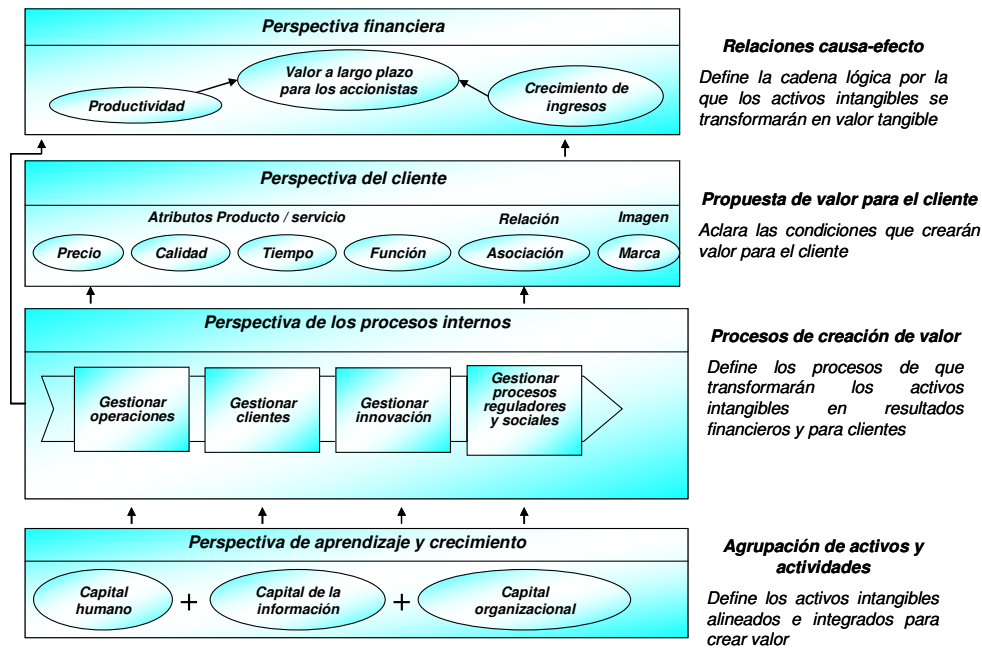 Perspectiva financiera
Valor a largo plazo
para los accionistas
Productividad
Crecimiento de
ingresos
Relaciones causa-efecto
Define la cadena lógica por la
que los activos intangibles se
transformarán en valor tangible
Perspectiva del cliente
Atributos Producto / servicio
Relación
Imagen
Precio
Calidad
Tiempo
Función
Asociación
Marca
Propuesta de valor para el cliente
Aclara las condiciones que crearán
valor para el cliente
Perspectiva de los procesos internos
Gestionar
operaciones
Gestionar
clientes
Gestionar
innovación
Gestionar
procesos
reguladores
y sociales
Procesos de creación de valor
Define los procesos de que
transformarán los activos
intangibles en resultados
financieros y para clientes
Perspectiva de aprendizaje y crecimiento
Capital
humano
+
Capital de la
información
+
Capital
organizacional
Agrupación de activos y
actividades
Define los activos intangibles
alineados e integrados para
crear valor